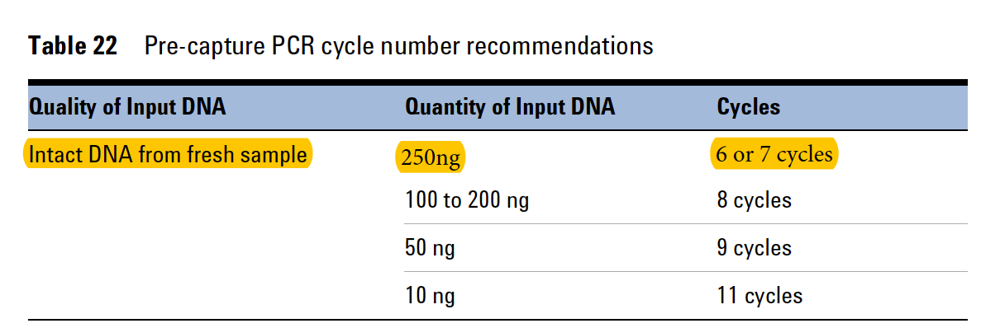 Table 22 Pre-capture PCR cycle number recommendations
Quality of Input DNA Quantity of Input DNA Cycles
Intact DNA from fresh sample 250ng 6 or 7 cycles
100 to 200 ng 8 cycles
50 ng 9 cycles
10 ng 11 cycles